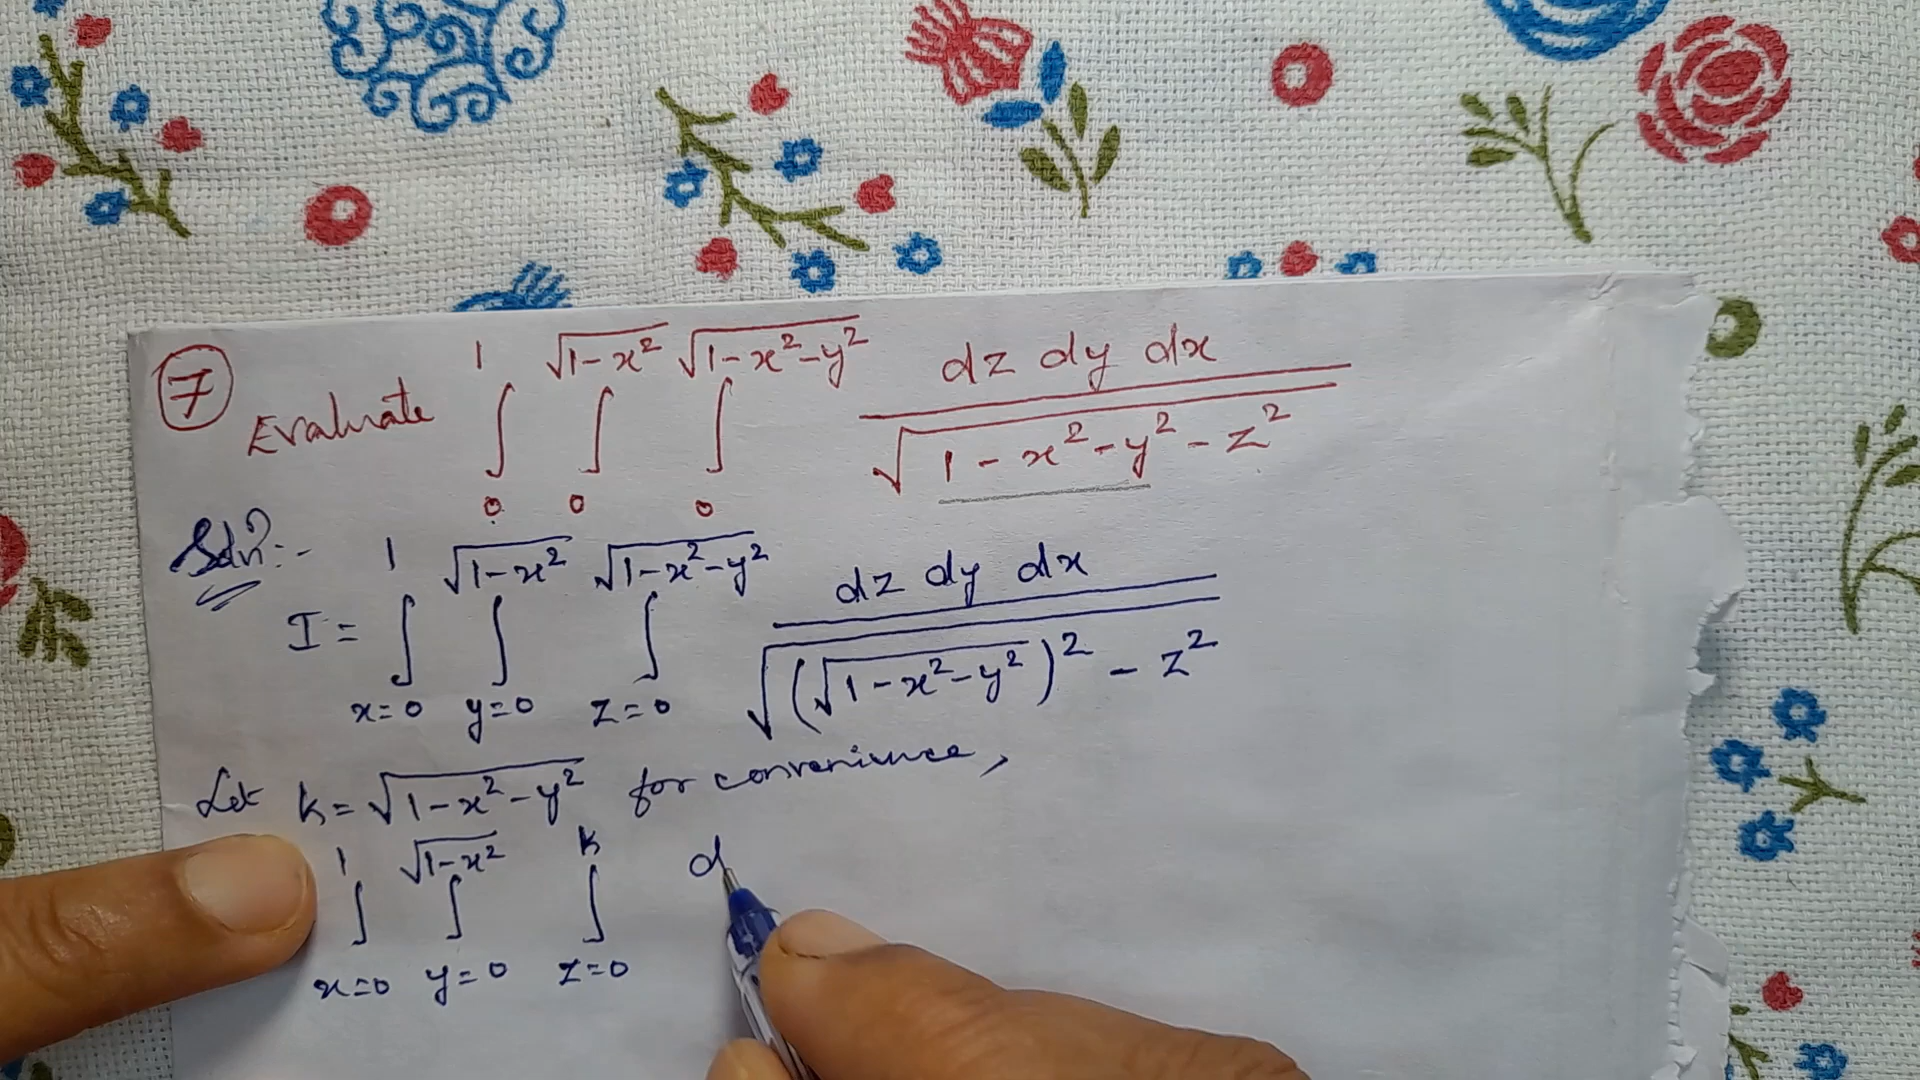 ⑦ Evaluate ∫₀¹ ∫₀^{√(1-x²)} ∫₀^{√(1-x²-y²)} dz dy dx / √(1-x²-y²-z²)
Soln:-
I = ∫_{x=0}^{1} ∫_{y=0}^{√(1-x²)} ∫_{z=0}^{√(1-x²-y²)} dz dy dx / √((√(1-x²-y²))² - z²)
Let k = √(1-x²-y²) for convenience,
∫_{x=0}^{1} ∫_{y=0}^{√(1-x²)} ∫_{z=0}^{k} d